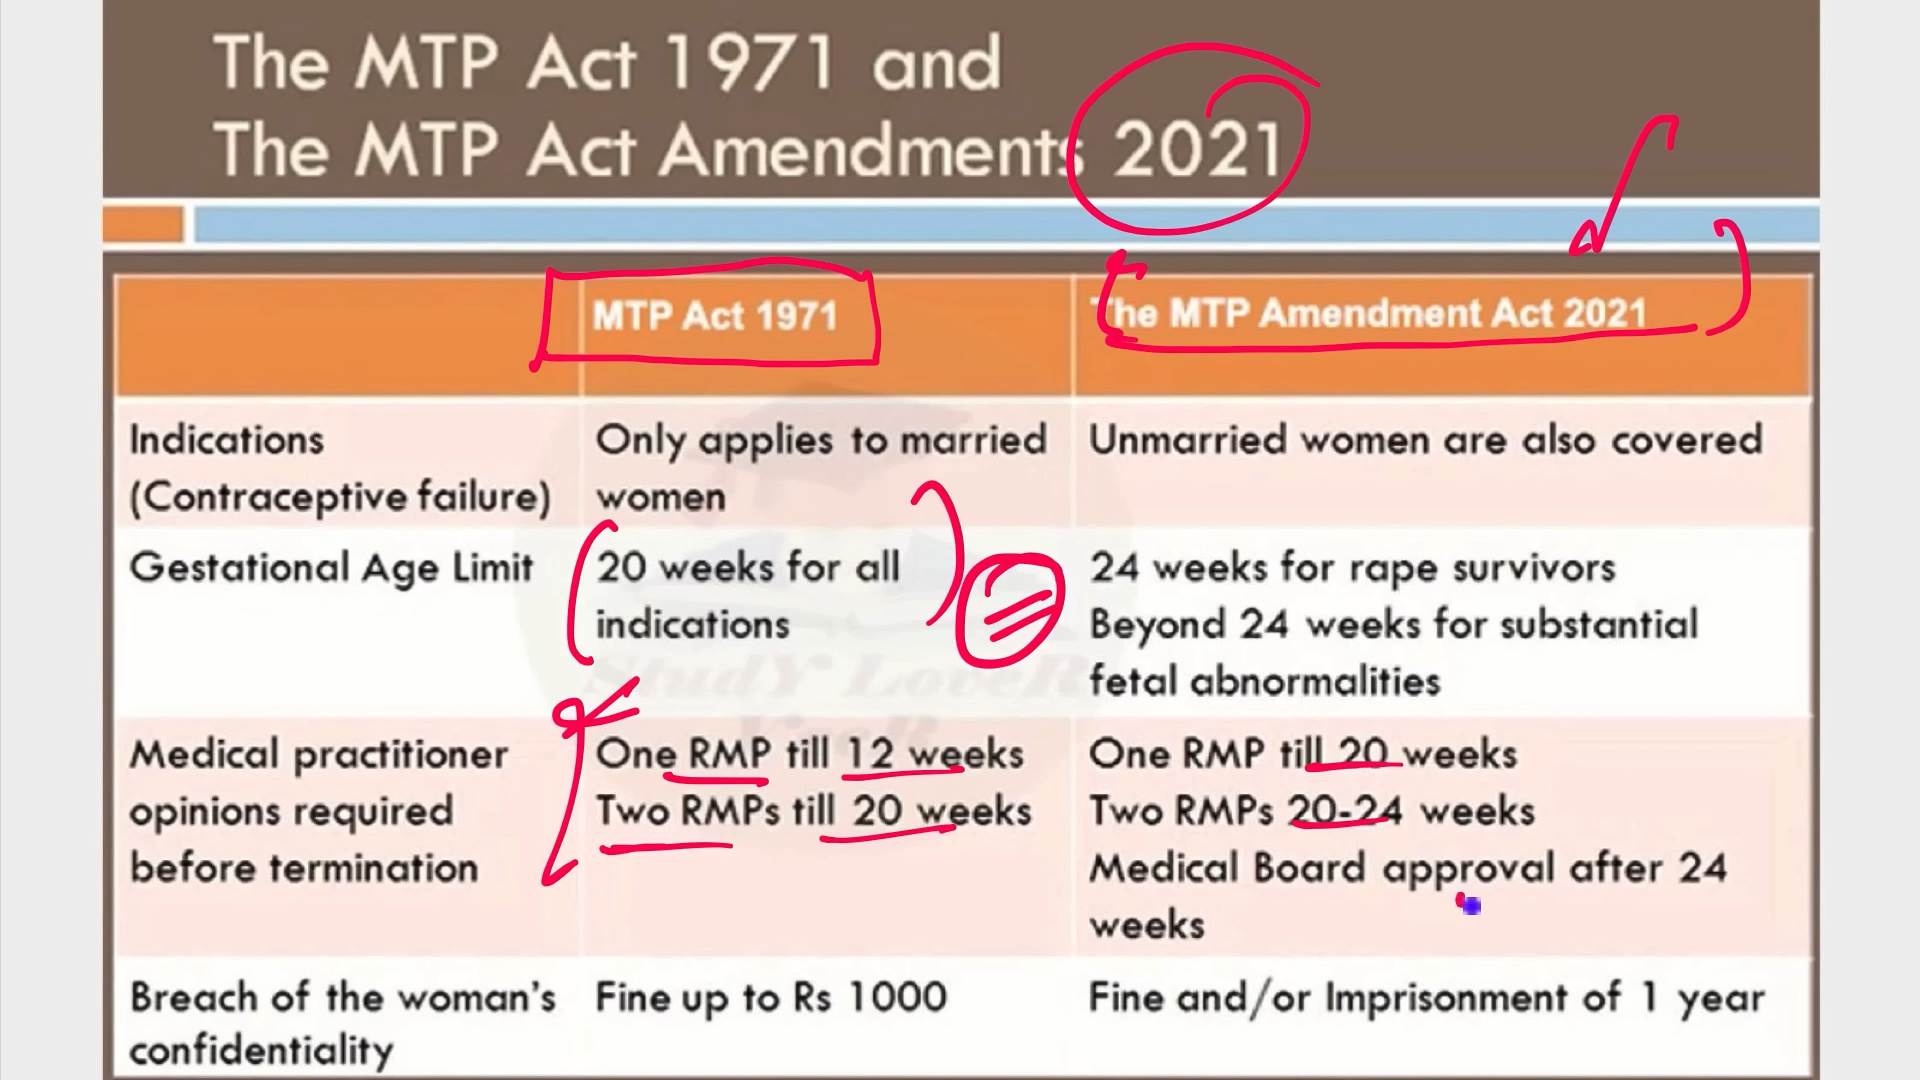 The MTP Act 1971 and
The MTP Act Amendments 2021
MTP Act 1971
The MTP Amendment Act 2021
Indications
(Contraceptive failure)
Only applies to married
women
Unmarried women are also covered
Gestational Age Limit
20 weeks for all
indications
24 weeks for rape survivors
Beyond 24 weeks for substantial
fetal abnormalities
StudY LoveR
VeeR
Medical practitioner
opinions required
before termination
One RMP till 12 weeks
Two RMPs till 20 weeks
One RMP till 20 weeks
Two RMPs 20-24 weeks
Medical Board approval after 24
weeks
Breach of the woman's
confidentiality
Fine up to Rs 1000
Fine and/or Imprisonment of 1 year